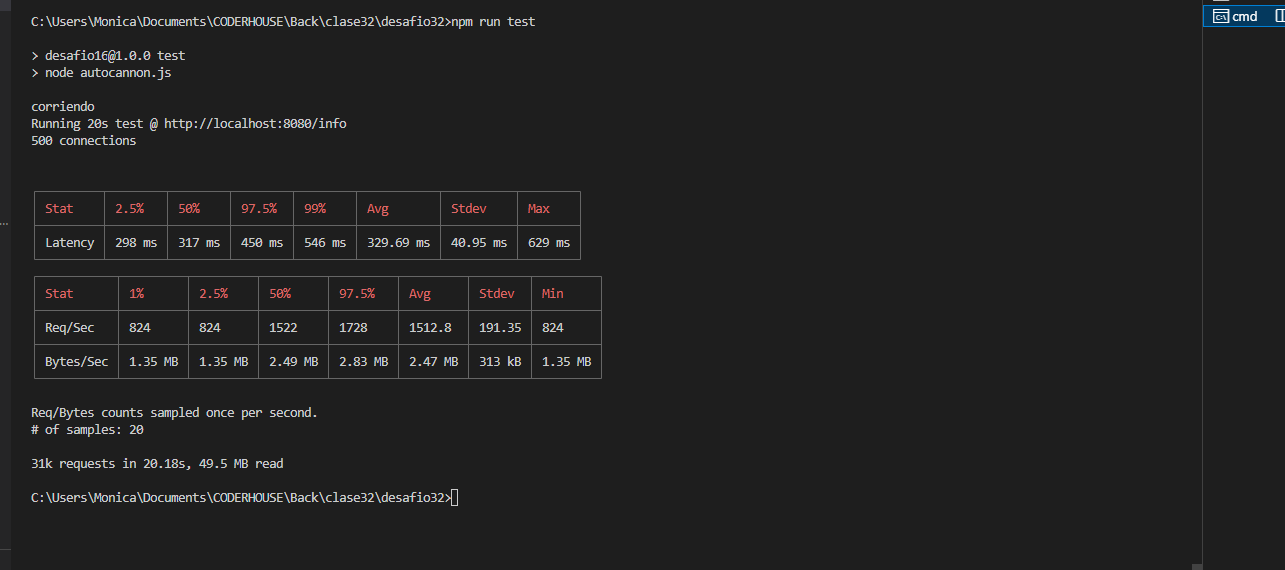 C:\Users\Monica\Documents\CODERHOUSE\Back\clase32\desafio32>npm run test
cmd
> desafio16@1.0.0 test
> node autocannon.js
corriendo
Running 20s test @ http://localhost:8080/info
500 connections
Stat 2.5% 50% 97.5% 99% Avg Stdev Max
Latency 298 ms 317 ms 450 ms 546 ms 329.69 ms 40.95 ms 629 ms
Stat 1% 2.5% 50% 97.5% Avg Stdev Min
Req/Sec 824 824 1522 1728 1512.8 191.35 824
Bytes/Sec 1.35 MB 1.35 MB 2.49 MB 2.83 MB 2.47 MB 313 kB 1.35 MB
Req/Bytes counts sampled once per second.
# of samples: 20
31k requests in 20.18s, 49.5 MB read
C:\Users\Monica\Documents\CODERHOUSE\Back\clase32\desafio32>